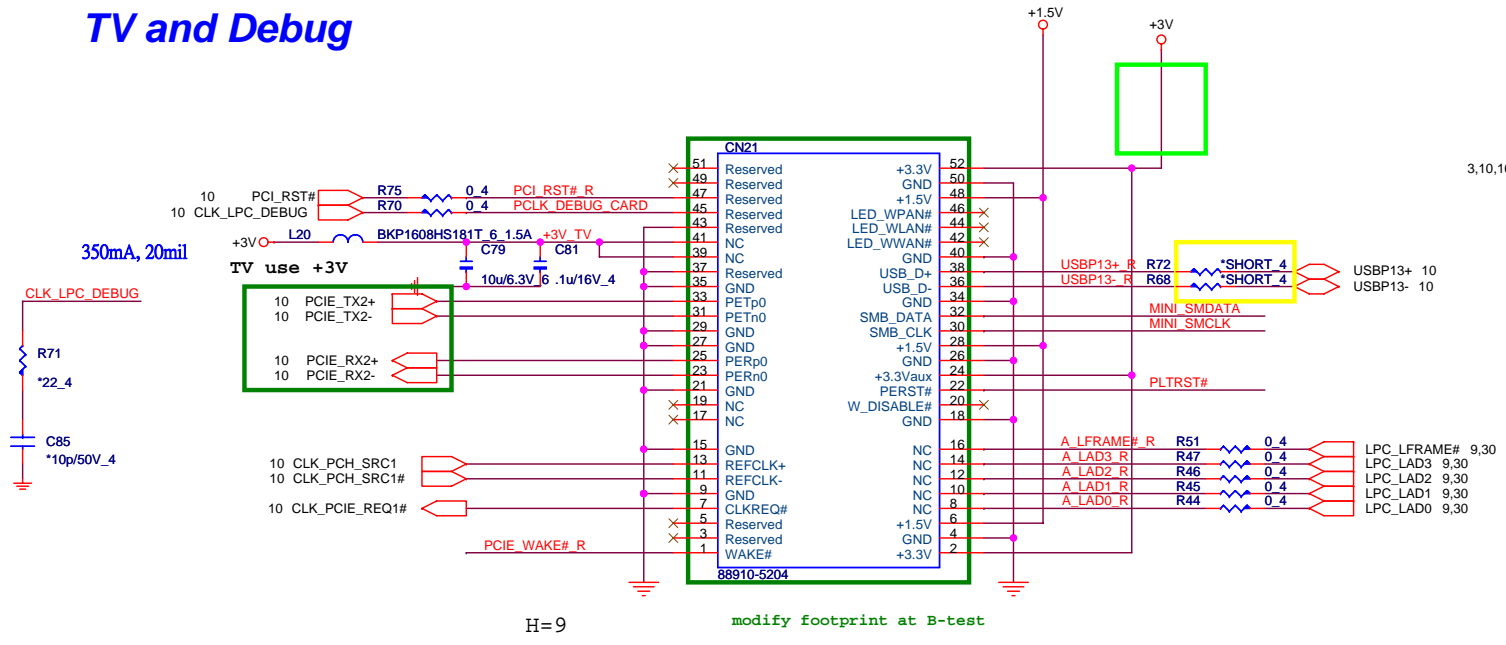 TV and Debug
+1.5V
+3V
3,10,16
CN21
10 PCI_RST# R75 0_4 PCI_RST#_R
10 CLK_LPC_DEBUG R70 0_4 PCLK_DEBUG_CARD
+3V L20 BKP1608HS181T_6_1.5A +3V_TV
C79 C81
10u/6.3V_6 .1u/16V_4
350mA, 20mil
TV use +3V
CLK_LPC_DEBUG
R71
*22_4
C85
*10p/50V_4
10 PCIE_TX2+
10 PCIE_TX2-
10 PCIE_RX2+
10 PCIE_RX2-
10 CLK_PCH_SRC1
10 CLK_PCH_SRC1#
10 CLK_PCIE_REQ1#
PCIE_WAKE#_R
51 Reserved +3.3V 52
49 Reserved GND 50
47 Reserved +1.5V 48
45 Reserved LED_WPAN# 46
43 Reserved LED_WLAN# 44
41 NC LED_WWAN# 42
39 NC GND 40
37 Reserved USB_D+ 38
35 GND USB_D- 36
33 PETp0 GND 34
31 PETn0 SMB_DATA 32
29 GND SMB_CLK 30
27 GND +1.5V 28
25 PERp0 GND 26
23 PERn0 +3.3Vaux 24
21 GND PERST# 22
19 NC W_DISABLE# 20
17 NC GND 18
15 GND NC 16
13 REFCLK+ NC 14
11 REFCLK- NC 12
9 GND NC 10
7 CLKREQ# NC 8
5 Reserved +1.5V 6
3 Reserved GND 4
1 WAKE# +3.3V 2
88910-5204
USBP13+_R R72 *SHORT_4 USBP13+ 10
USBP13-_R R68 *SHORT_4 USBP13- 10
MINI_SMDATA
MINI_SMCLK
PLTRST#
A_LFRAME#_R R51 0_4 LPC_LFRAME# 9,30
A_LAD3_R R47 0_4 LPC_LAD3 9,30
A_LAD2_R R46 0_4 LPC_LAD2 9,30
A_LAD1_R R45 0_4 LPC_LAD1 9,30
A_LAD0_R R44 0_4 LPC_LAD0 9,30
H=9
modify footprint at B-test